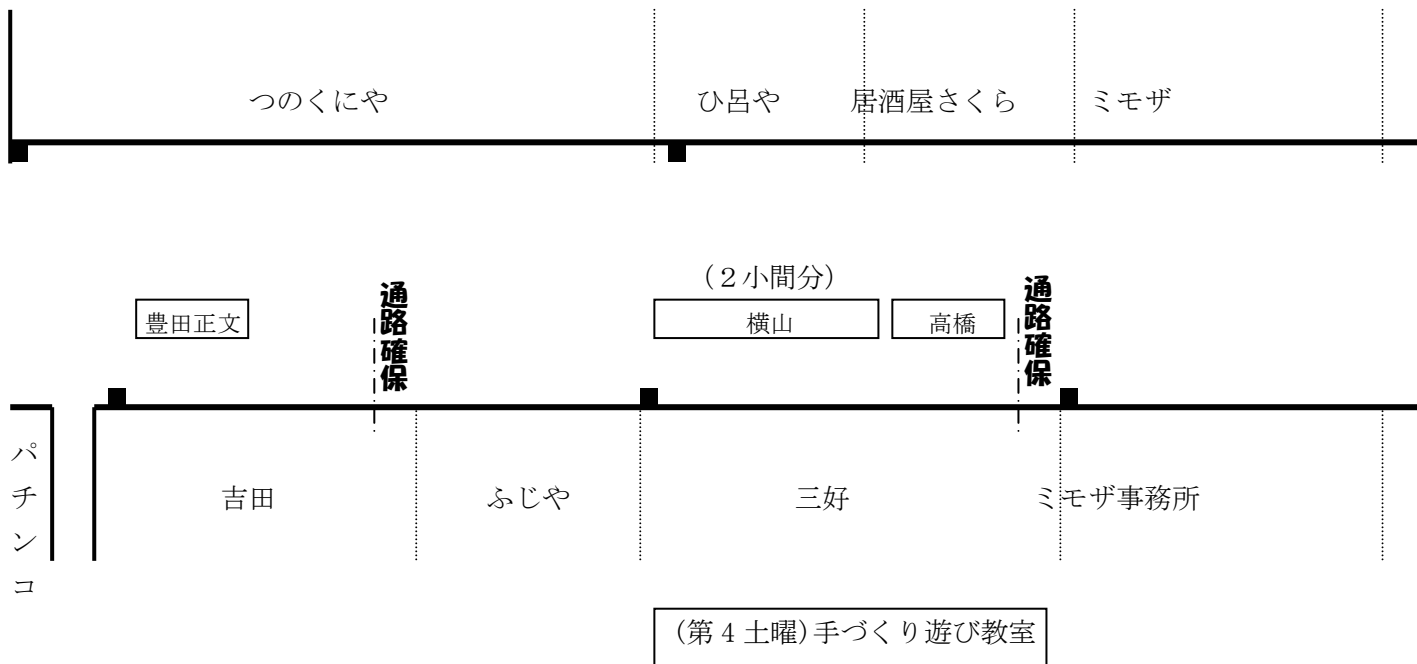 つのくにや
ひ呂や
居酒屋さくら
ミモザ
(2小間分)
豊田正文
通路確保
横山
高橋
通路確保
パチンコ
吉田
ふじや
三好
ミモザ事務所
(第4土曜)手づくり遊び教室